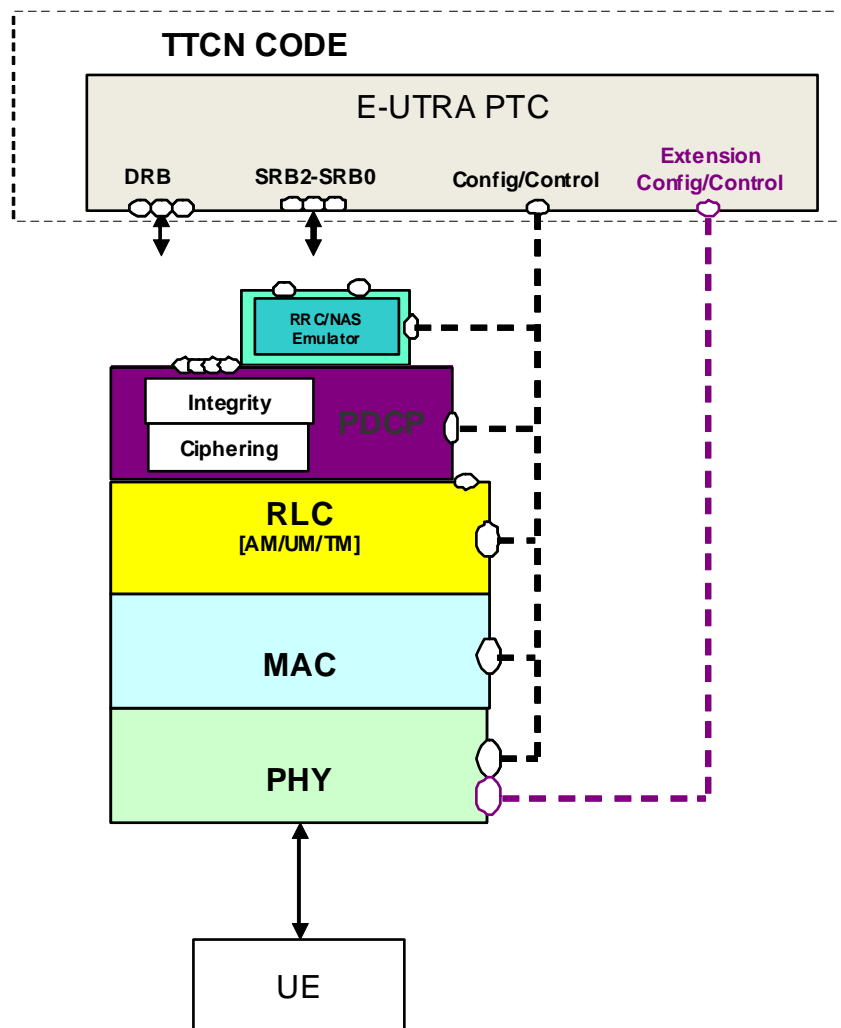 TTCN CODE
E-UTRA PTC
DRB
SRB2-SRB0
Config/Control
Extension
Config/Control
RRC/NAS
Emulator
Integrity
Ciphering
PDCP
RLC
[AM/UM/TM]
MAC
PHY
UE